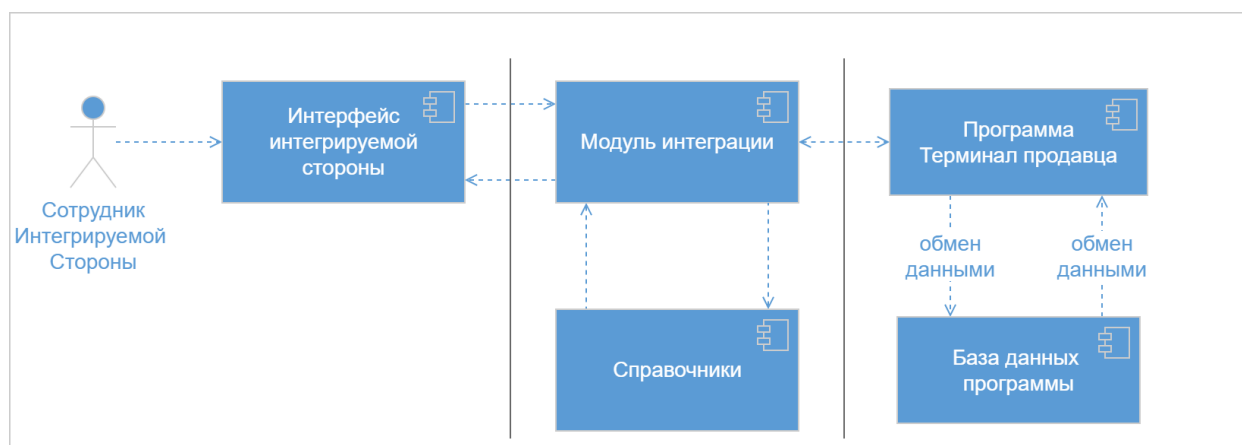 Сотрудник
Интегрируемой
Стороны
Интерфейс
интегрируемой
стороны
Модуль интеграции
Справочники
Программа
Терминал продавца
обмен
данными
обмен
данными
База данных
программы